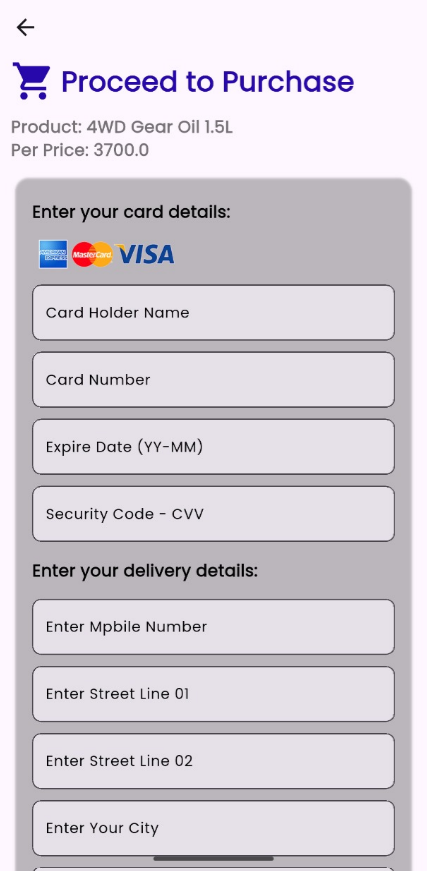 Proceed to Purchase
Product: 4WD Gear Oil 1.5L
Per Price: 3700.0
Enter your card details:
AMERICAN EXPRESS MasterCard VISA
Card Holder Name
Card Number
Expire Date (YY-MM)
Security Code - CVV
Enter your delivery details:
Enter Mpbile Number
Enter Street Line 01
Enter Street Line 02
Enter Your City